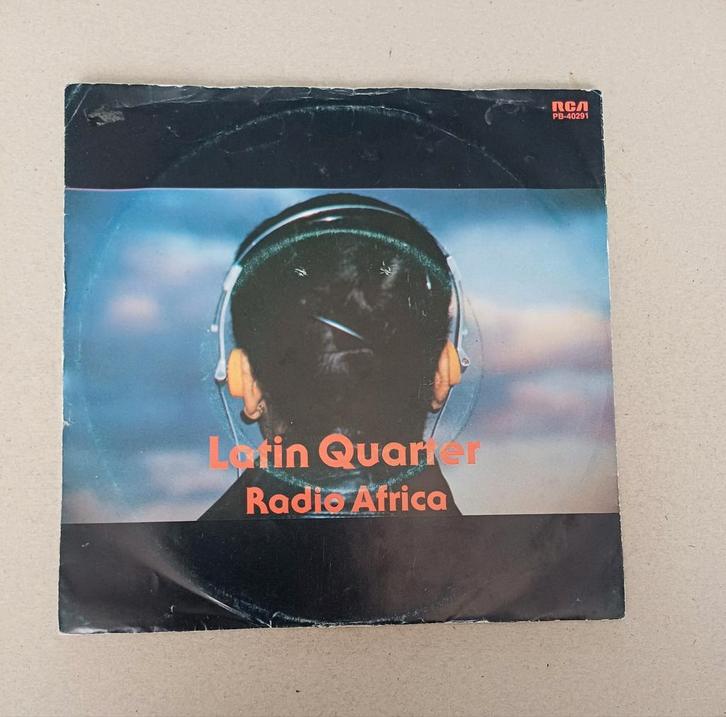 RCA
PB-40291
Latin Quarter
Radio Africa